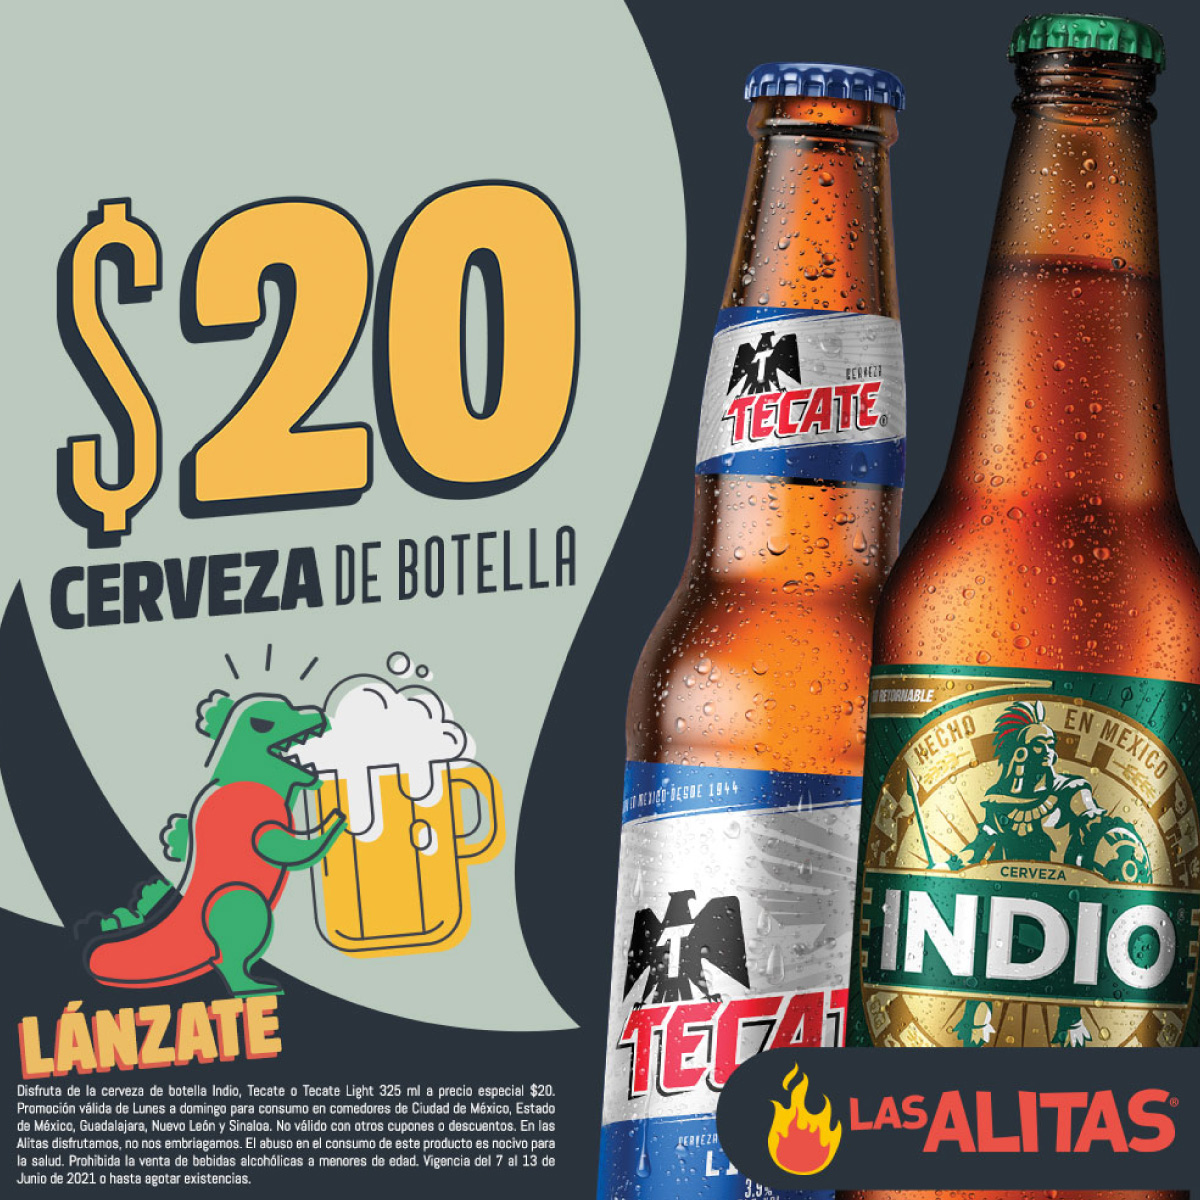 $20
CERVEZA DE BOTELLA
LÁNZATE
Disfruta de la cerveza de botella Indio, Tecate o Tecate Light 325 ml a precio especial $20.
Promoción válida de Lunes a domingo para consumo en comedores de Ciudad de México, Estado
de México, Guadalajara, Nuevo León y Sinaloa. No válido con otros cupones o descuentos. En las
Alitas disfrutamos, no nos embriagamos. El abuso en el consumo de este producto es nocivo para
la salud. Prohibida la venta de bebidas alcohólicas a menores de edad. Vigencia del 7 al 13 de
Junio de 2021 o hasta agotar existencias.
T
CERVEZA
TECATE®
MEXICO DESDE 1944
T
TECAT
CERVEZA
3.9%
RETORNABLE
HECHO EN MEXICO
CERVEZA
INDIO
LAS ALITAS®